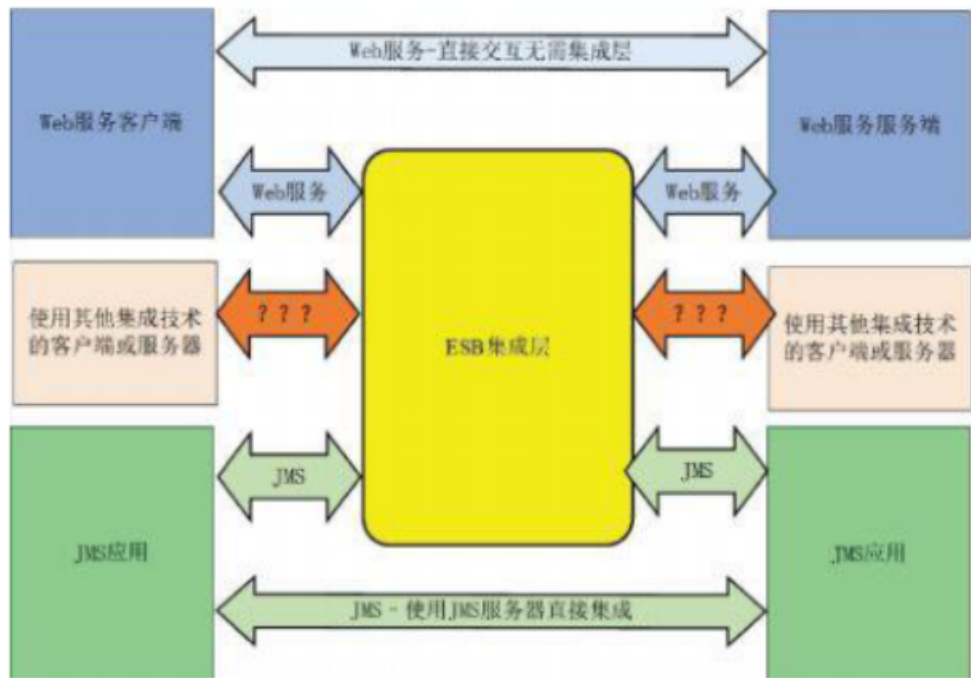 Web服务-直接交互无需集成层
Web服务客户端
Web服务服务端
Web服务
Web服务
使用其他集成技术
的客户端或服务器
？？？
ESB集成层
？？？
使用其他集成技术
的客户端或服务器
JMS
JMS
JMS应用
JMS应用
JMS - 使用JMS服务器直接集成